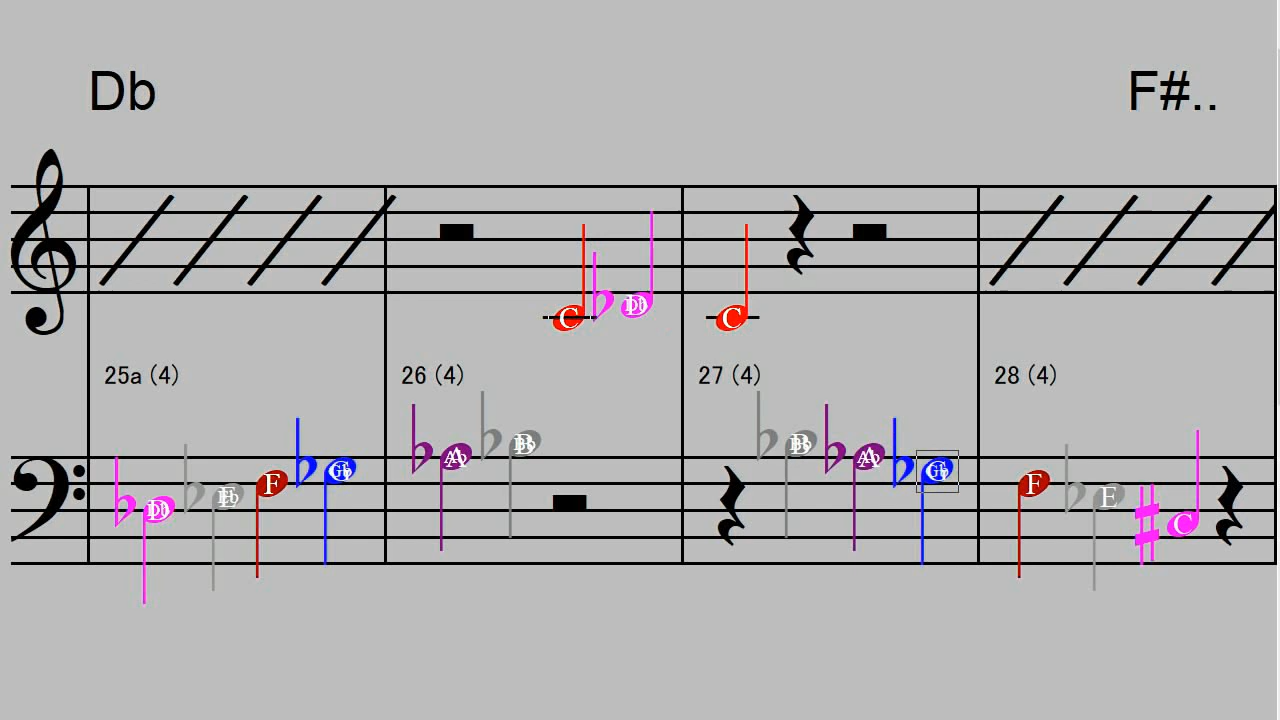 Db F#..
C Db C
25a (4) 26 (4) 27 (4) 28 (4)
Db Eb F Gb Ab Bb Bb Ab Gb F E C